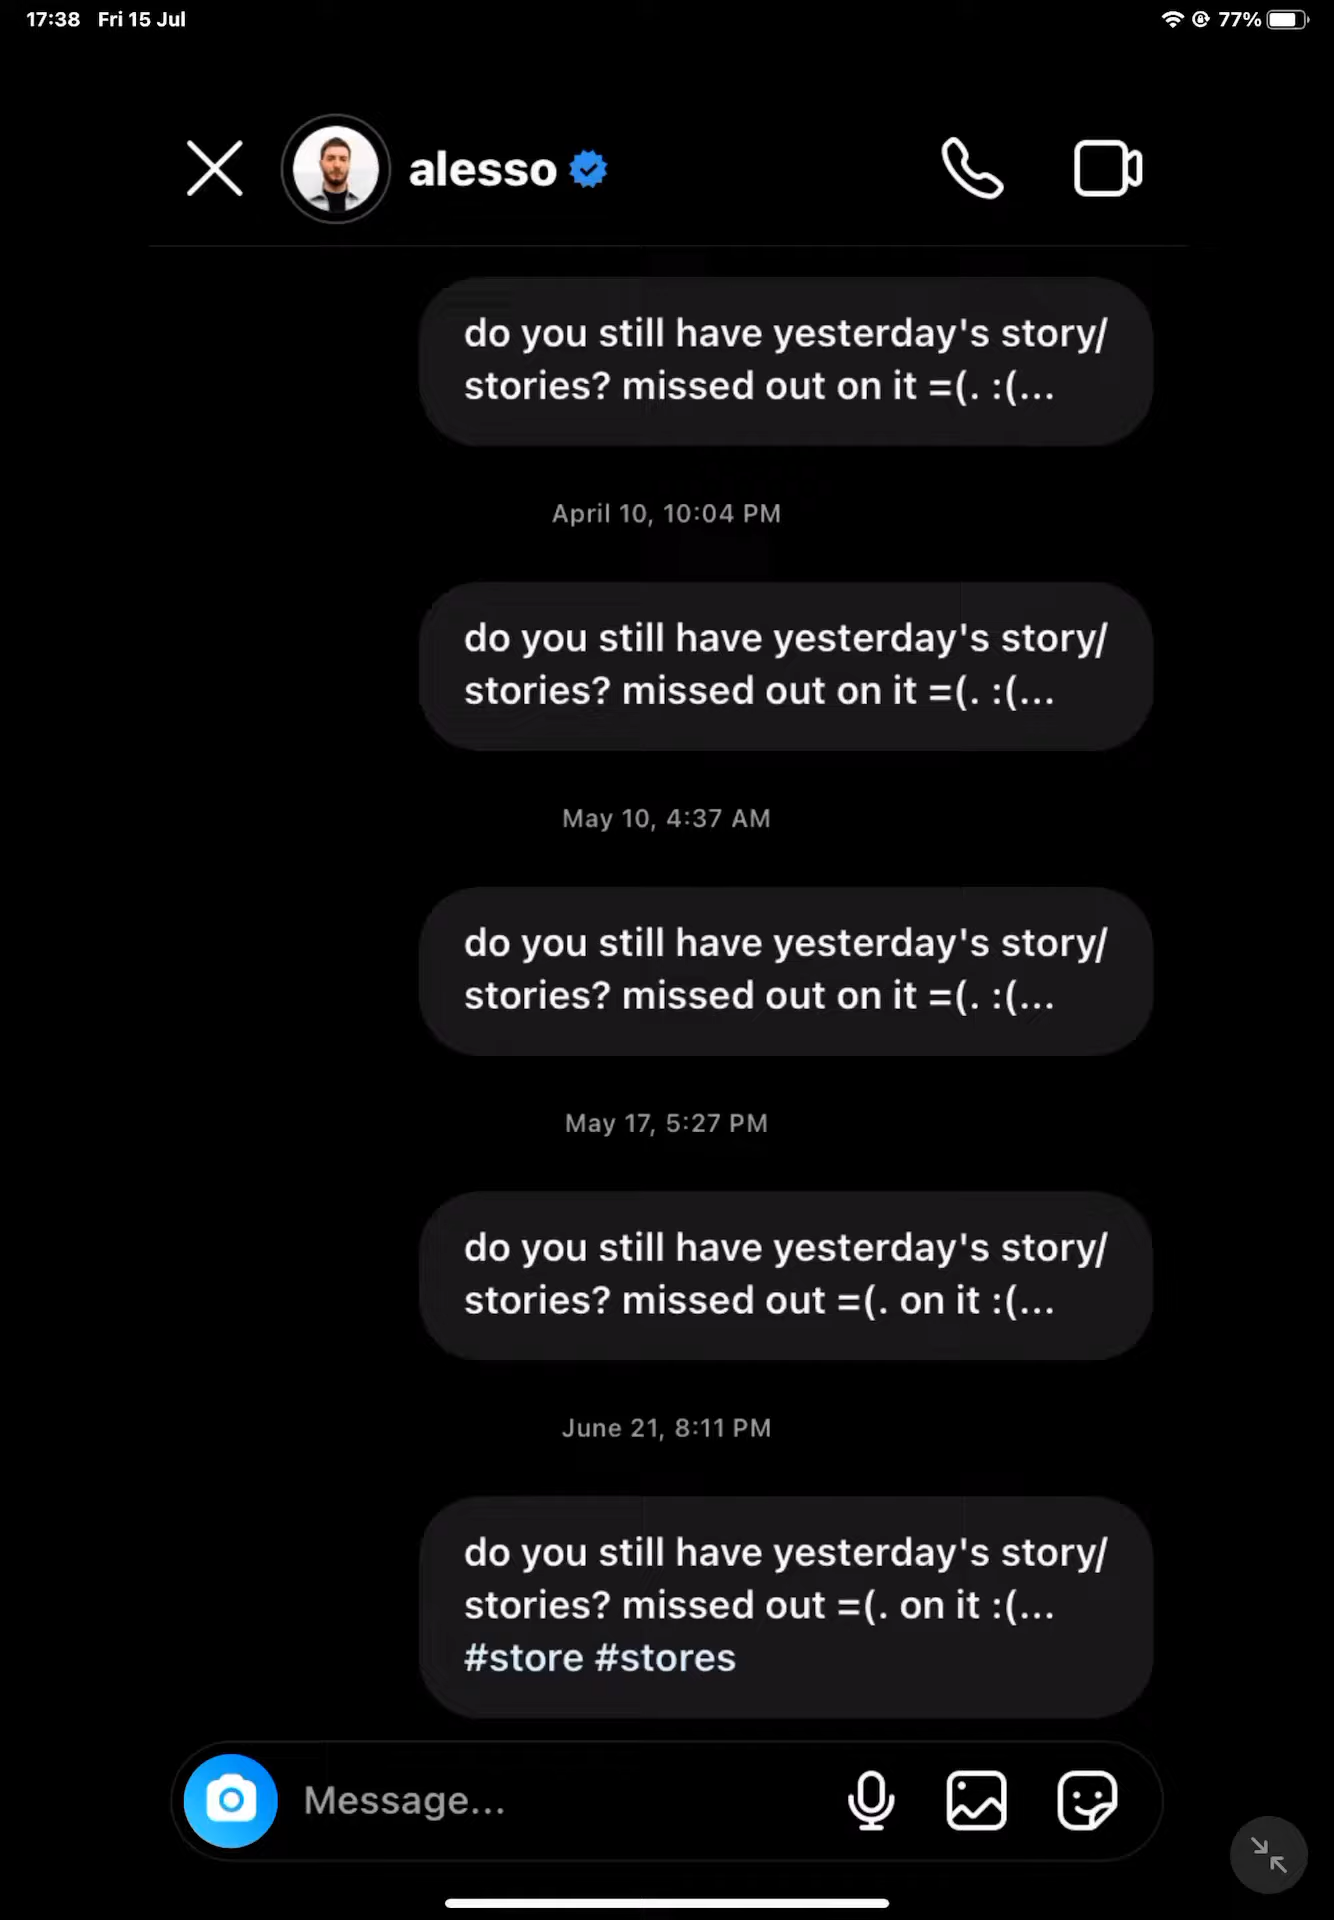 17:38 Fri 15 Jul 77%
alesso
do you still have yesterday's story/
stories? missed out on it =(. :(...
April 10, 10:04 PM
do you still have yesterday's story/
stories? missed out on it =(. :(...
May 10, 4:37 AM
do you still have yesterday's story/
stories? missed out on it =(. :(...
May 17, 5:27 PM
do you still have yesterday's story/
stories? missed out =(. on it :(...
June 21, 8:11 PM
do you still have yesterday's story/
stories? missed out =(. on it :(...
#store #stores
Message...